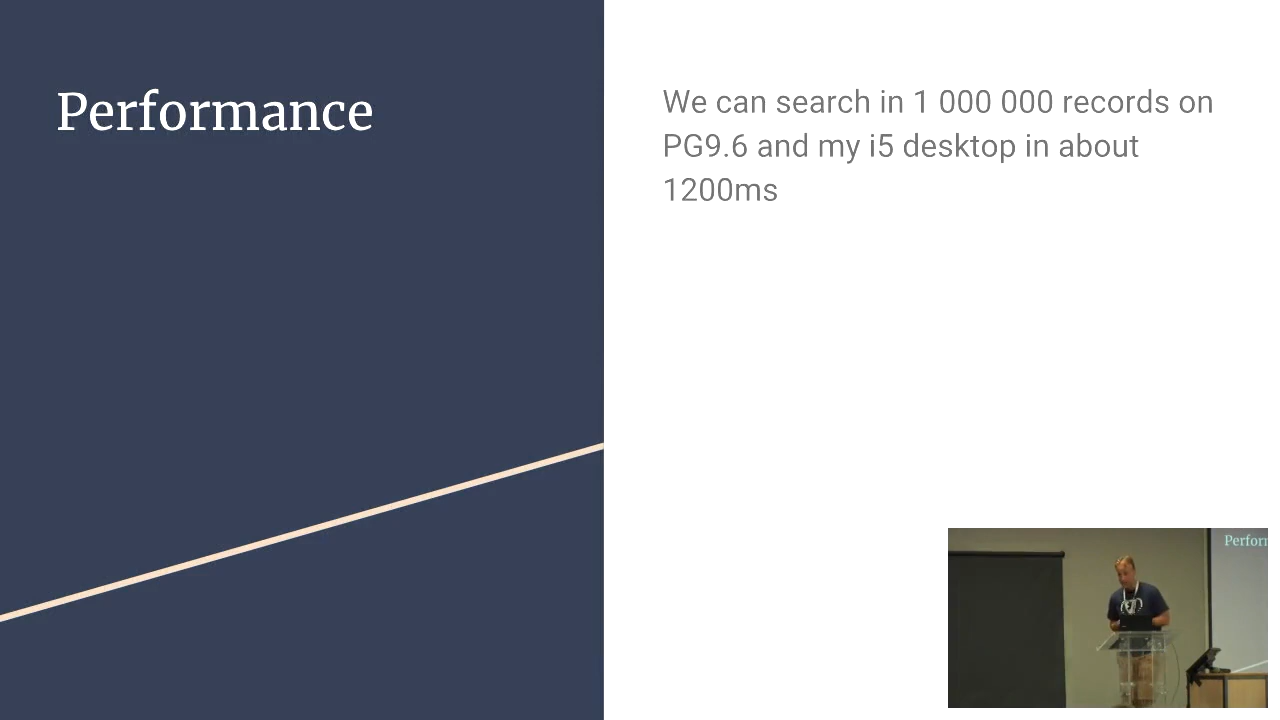 Performance
We can search in 1 000 000 records on
PG9.6 and my i5 desktop in about
1200ms
Perfor